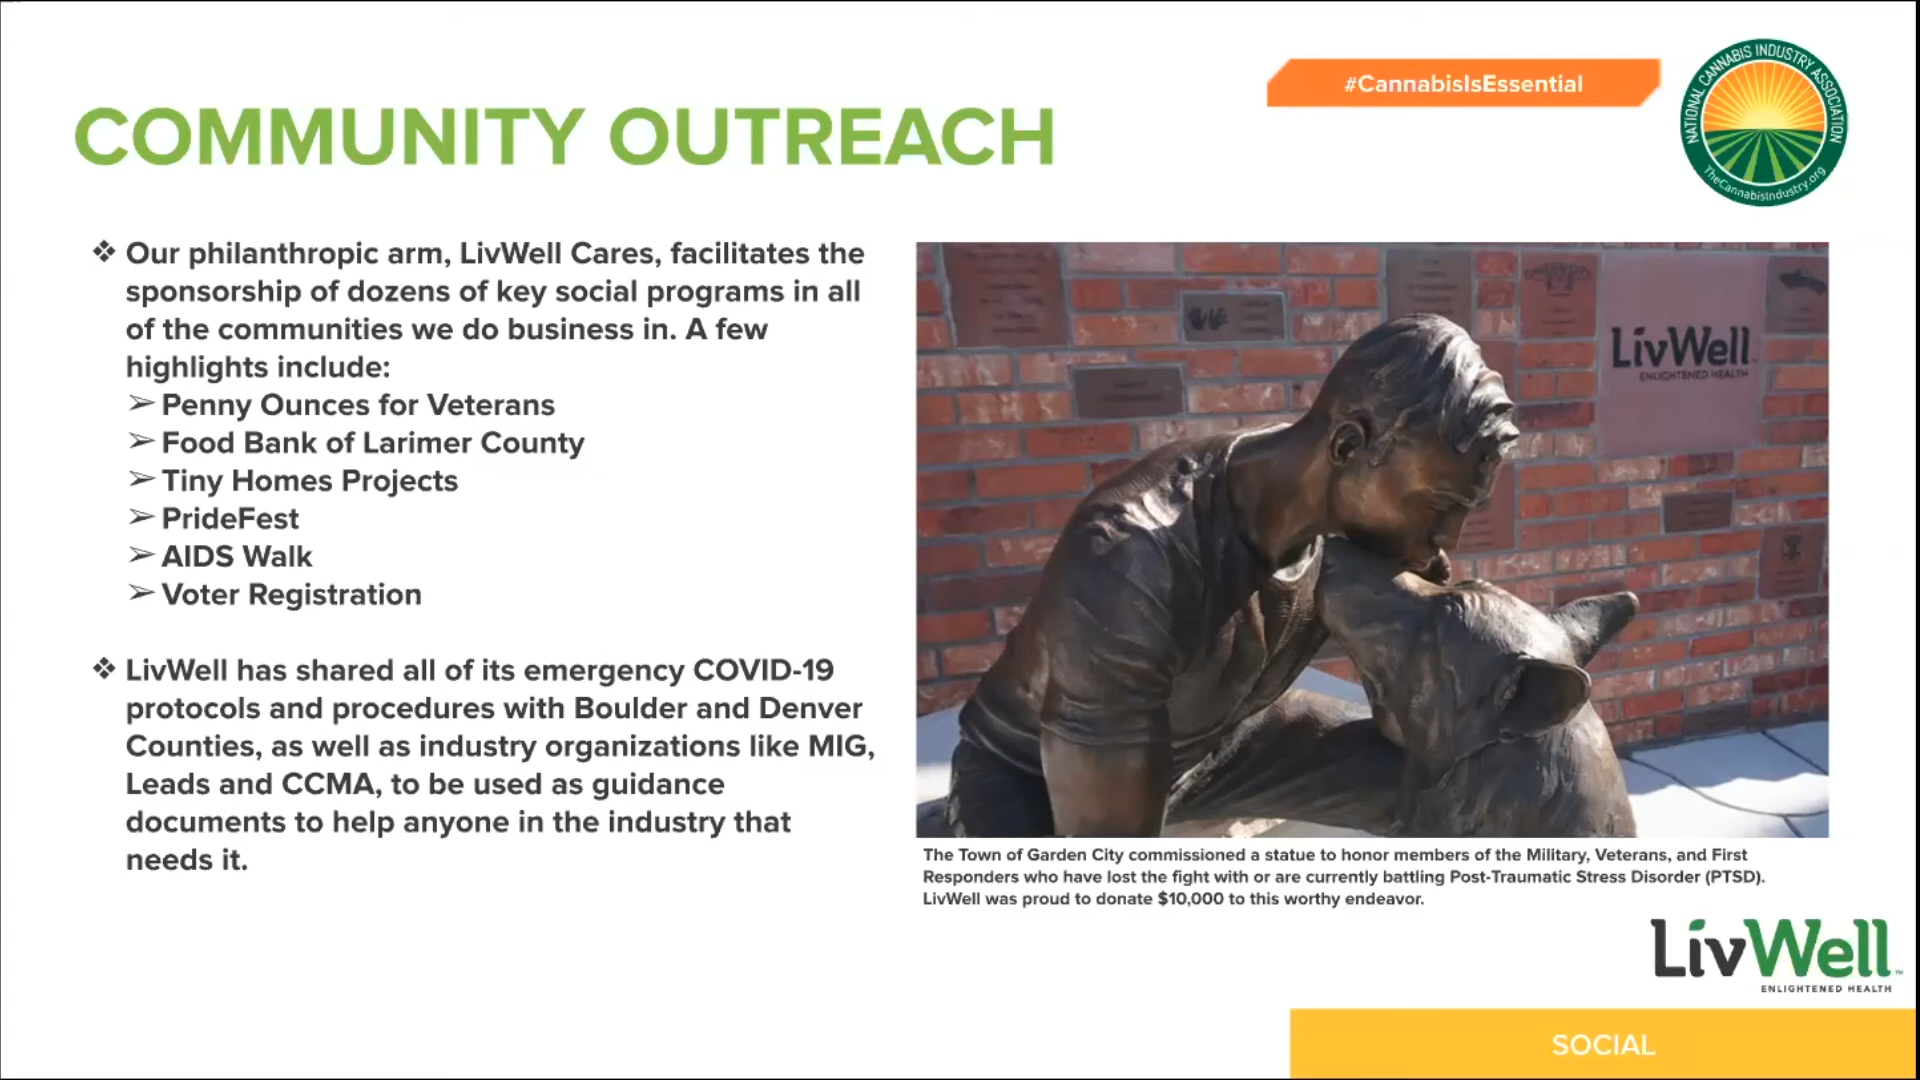 #CannabisIsEssential
NATIONAL CANNABIS INDUSTRY ASSOCIATION
TheCannabisIndustry.org
COMMUNITY OUTREACH
❖ Our philanthropic arm, LivWell Cares, facilitates the
sponsorship of dozens of key social programs in all
of the communities we do business in. A few
highlights include:
➢ Penny Ounces for Veterans
➢ Food Bank of Larimer County
➢ Tiny Homes Projects
➢ PrideFest
➢ AIDS Walk
➢ Voter Registration
❖ LivWell has shared all of its emergency COVID-19
protocols and procedures with Boulder and Denver
Counties, as well as industry organizations like MIG,
Leads and CCMA, to be used as guidance
documents to help anyone in the industry that
needs it.
LivWell
ENLIGHTENED HEALTH
The Town of Garden City commissioned a statue to honor members of the Military, Veterans, and First
Responders who have lost the fight with or are currently battling Post-Traumatic Stress Disorder (PTSD).
LivWell was proud to donate $10,000 to this worthy endeavor.
LivWell™
ENLIGHTENED HEALTH
SOCIAL